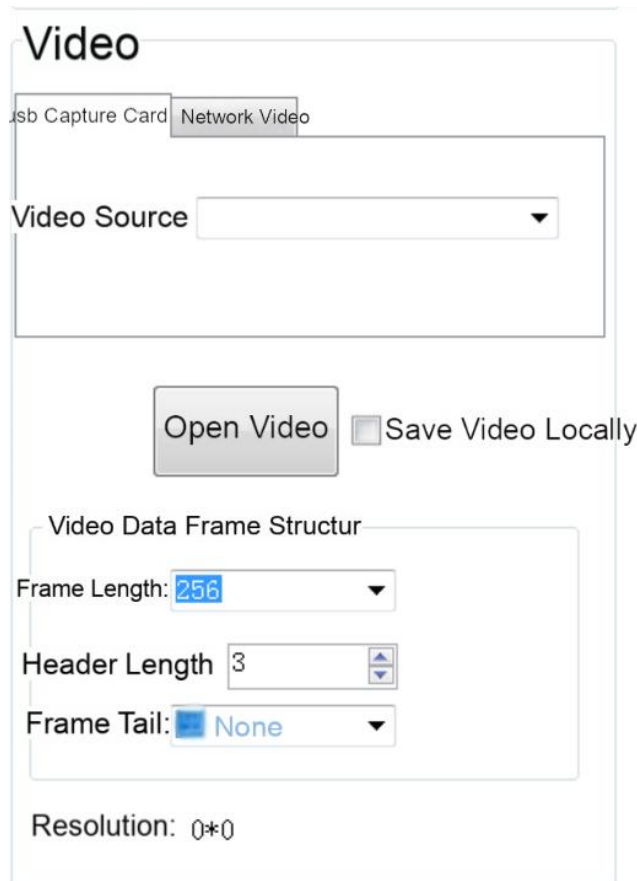 Video
usb Capture Card Network Video
Video Source
Open Video Save Video Locally
Video Data Frame Structur
Frame Length: 256
Header Length 3
Frame Tail: None
Resolution: 0*0